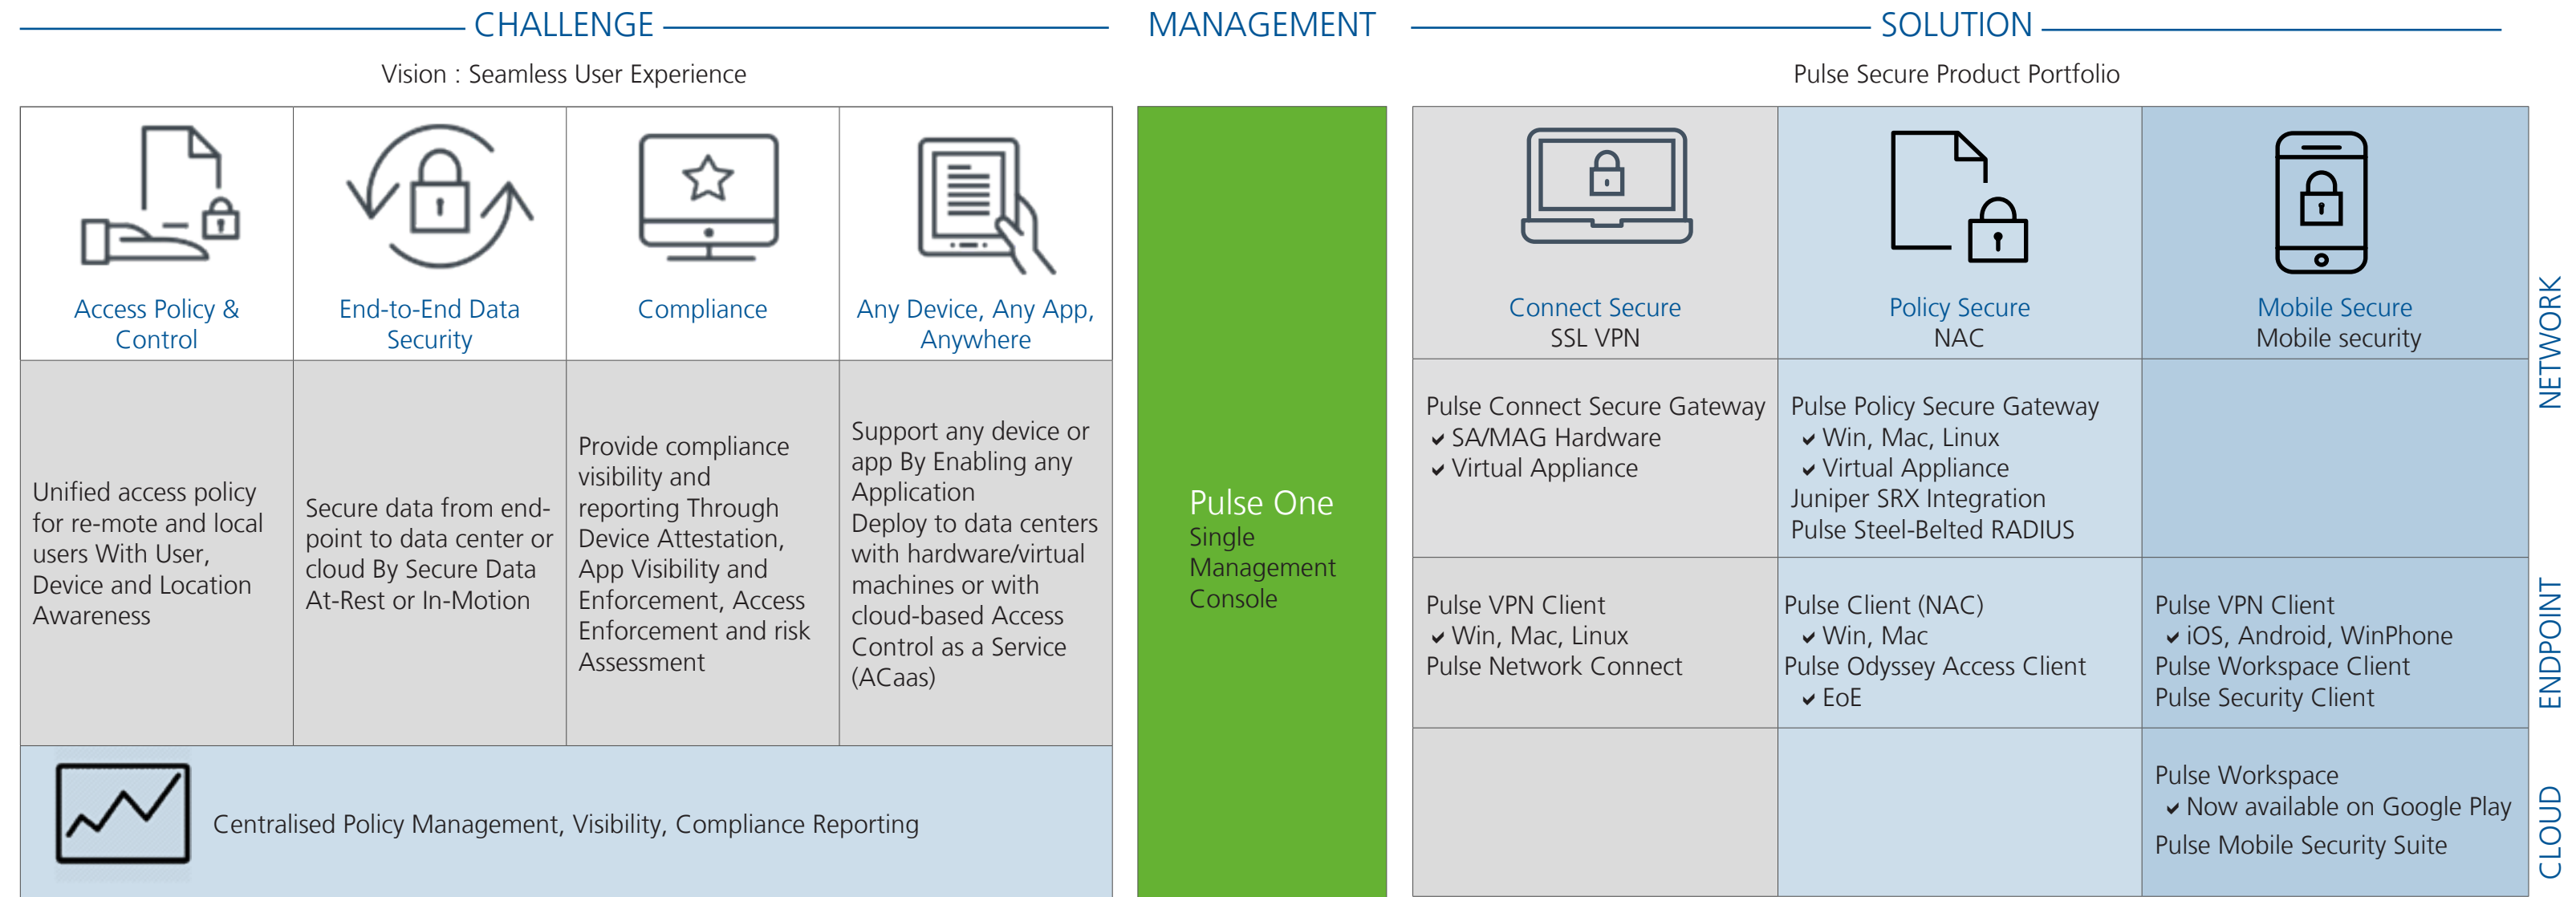 CHALLENGE
Vision : Seamless User Experience
Access Policy &
Control
End-to-End Data
Security
Compliance
Any Device, Any App,
Anywhere
Unified access policy
for re-mote and local
users With User,
Device and Location
Awareness
Secure data from end-
point to data center or
cloud By Secure Data
At-Rest or In-Motion
Provide compliance
visibility and
reporting Through
Device Attestation,
App Visibility and
Enforcement, Access
Enforcement and risk
Assessment
Support any device or
app By Enabling any
Application
Deploy to data centers
with hardware/virtual
machines or with
cloud-based Access
Control as a Service
(ACaas)
Centralised Policy Management, Visibility, Compliance Reporting
MANAGEMENT
Pulse One
Single
Management
Console
SOLUTION
Pulse Secure Product Portfolio
Connect Secure
SSL VPN
Policy Secure
NAC
Mobile Secure
Mobile security
NETWORK
Pulse Connect Secure Gateway
SA/MAG Hardware
Virtual Appliance
Pulse Policy Secure Gateway
Win, Mac, Linux
Virtual Appliance
Juniper SRX Integration
Pulse Steel-Belted RADIUS
ENDPOINT
Pulse VPN Client
Win, Mac, Linux
Pulse Network Connect
Pulse Client (NAC)
Win, Mac
Pulse Odyssey Access Client
EoE
Pulse VPN Client
iOS, Android, WinPhone
Pulse Workspace Client
Pulse Security Client
CLOUD
Pulse Workspace
Now available on Google Play
Pulse Mobile Security Suite